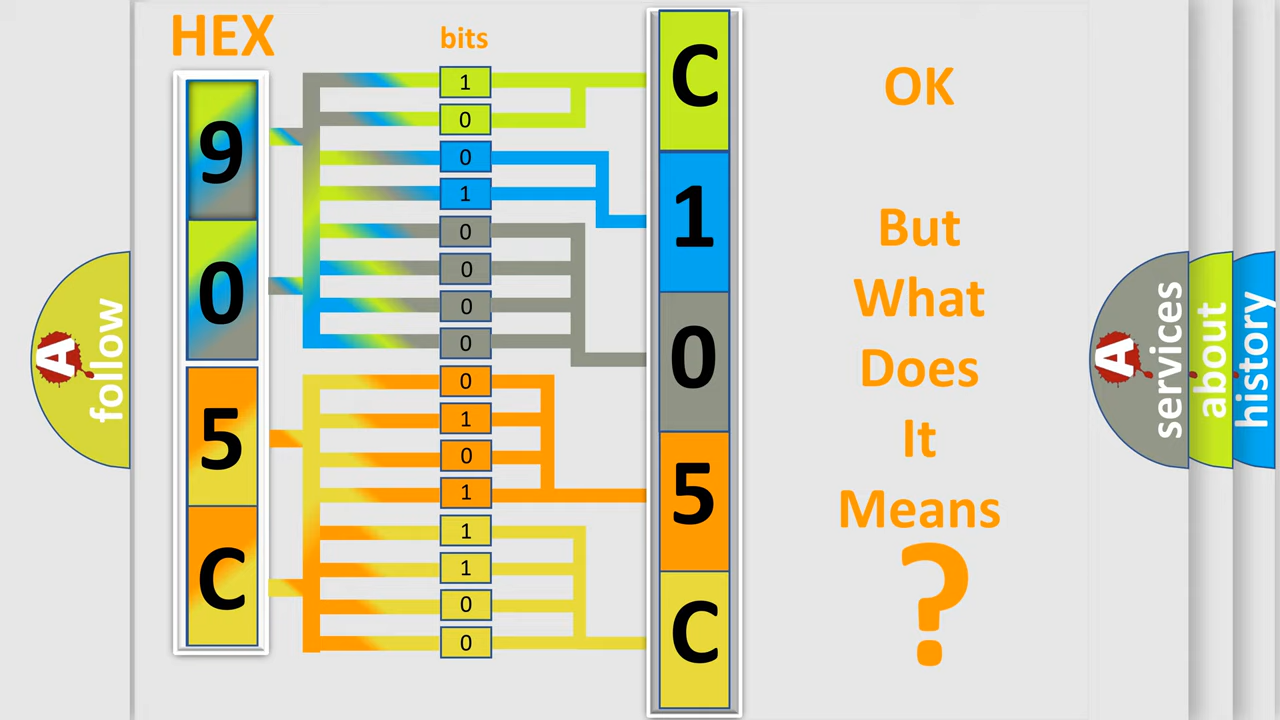 HEX
bits
9
0
5
C
1
0
0
1
0
0
0
0
0
1
0
1
1
1
0
0
C
1
0
5
C
OK
But
What
Does
It
Means
?
A
follow
A
services
about
history